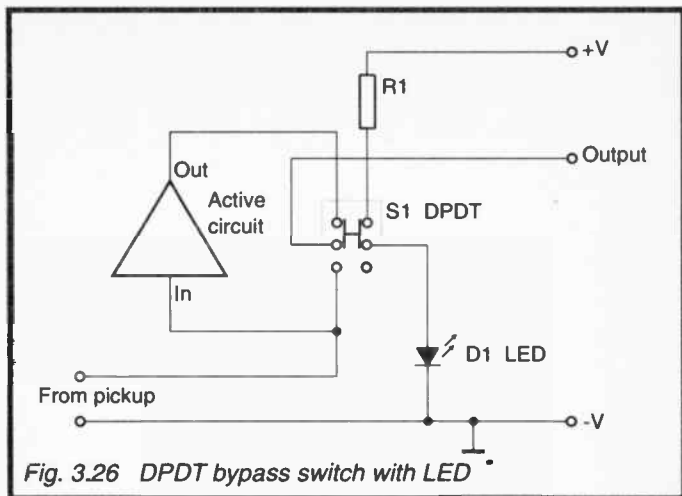 +V
R1
Output
Out
Active
circuit
S1 DPDT
In
D1 LED
From pickup
-V
Fig. 3.26 DPDT bypass switch with LED